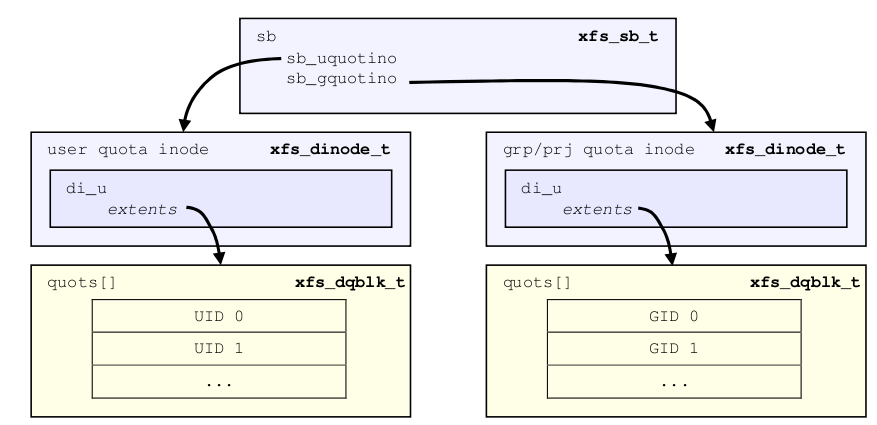 sb xfs_sb_t
sb_uquotino
sb_gquotino
user quota inode xfs_dinode_t
di_u
extents
quots[] xfs_dqblk_t
UID 0
UID 1
...
grp/prj quota inode xfs_dinode_t
di_u
extents
quots[] xfs_dqblk_t
GID 0
GID 1
...